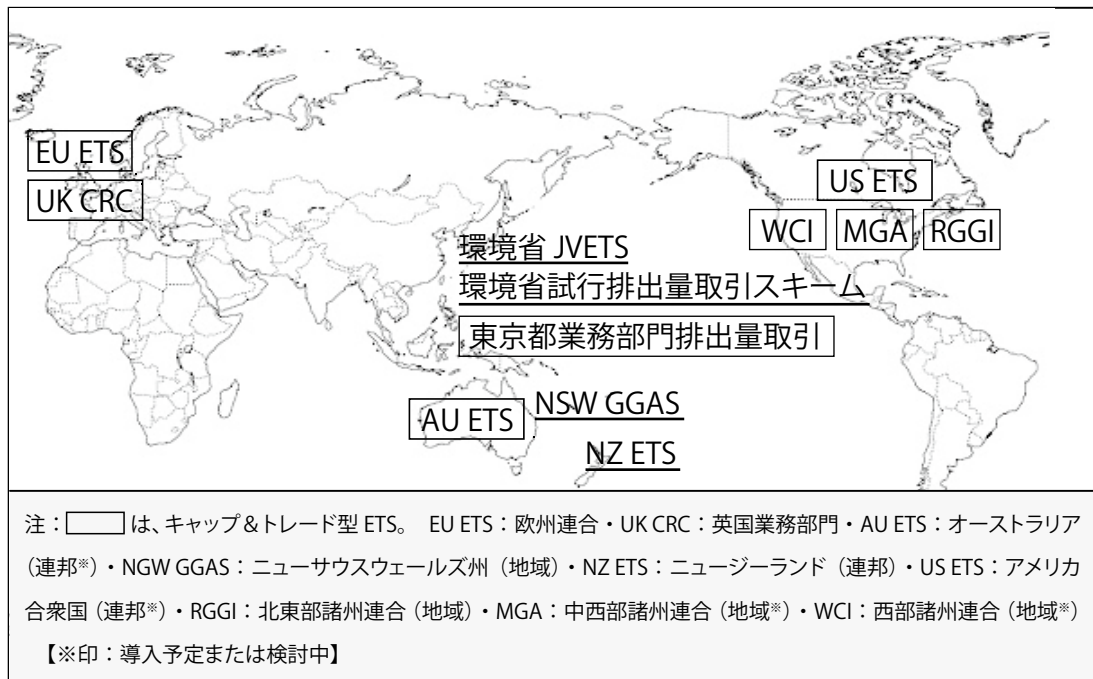 EU ETS
UK CRC
US ETS
WCI MGA RGGI
環境省 JVETS
環境省試行排出量取引スキーム
東京都業務部門排出量取引
AU ETS NSW GGAS
NZ ETS
注：　　　は、キャップ＆トレード型 ETS。 EU ETS：欧州連合・UK CRC：英国業務部門・AU ETS：オーストラリア
（連邦※）・NGW GGAS：ニューサウスウェールズ州（地域）・NZ ETS：ニュージーランド（連邦）・US ETS：アメリカ
合衆国（連邦※）・RGGI：北東部諸州連合（地域）・MGA：中西部諸州連合（地域※）・WCI：西部諸州連合（地域※）
【※印：導入予定または検討中】